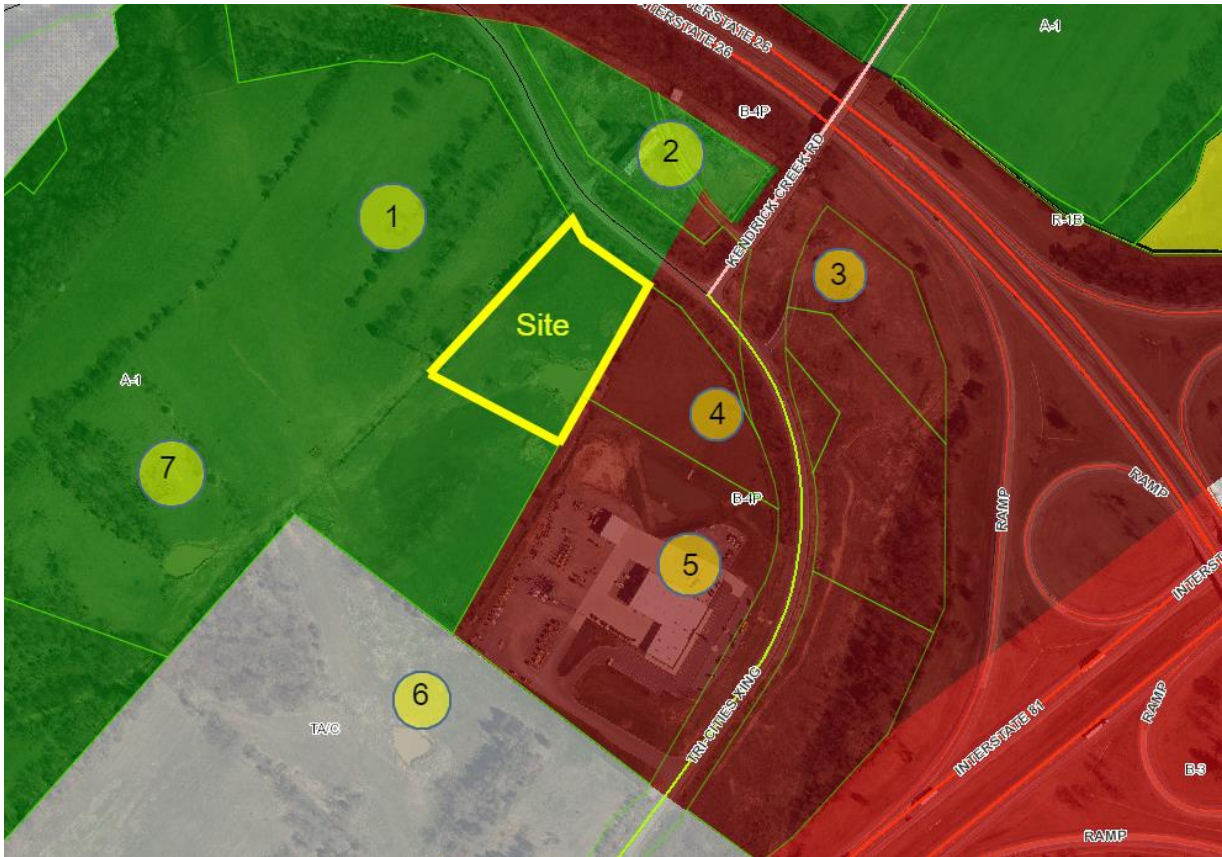 A-1
INTERSTATE 26
INTERSTATE 26
B-4P
2
KENDRICK CREEK RD
1
R-1B
3
Site
A-1
4
7
RAMP
RAMP
B-4P
5
INTERSTATE
6
TA/C
TRI-CITIES XING
INTERSTATE 81
RAMP
B-3
RAMP